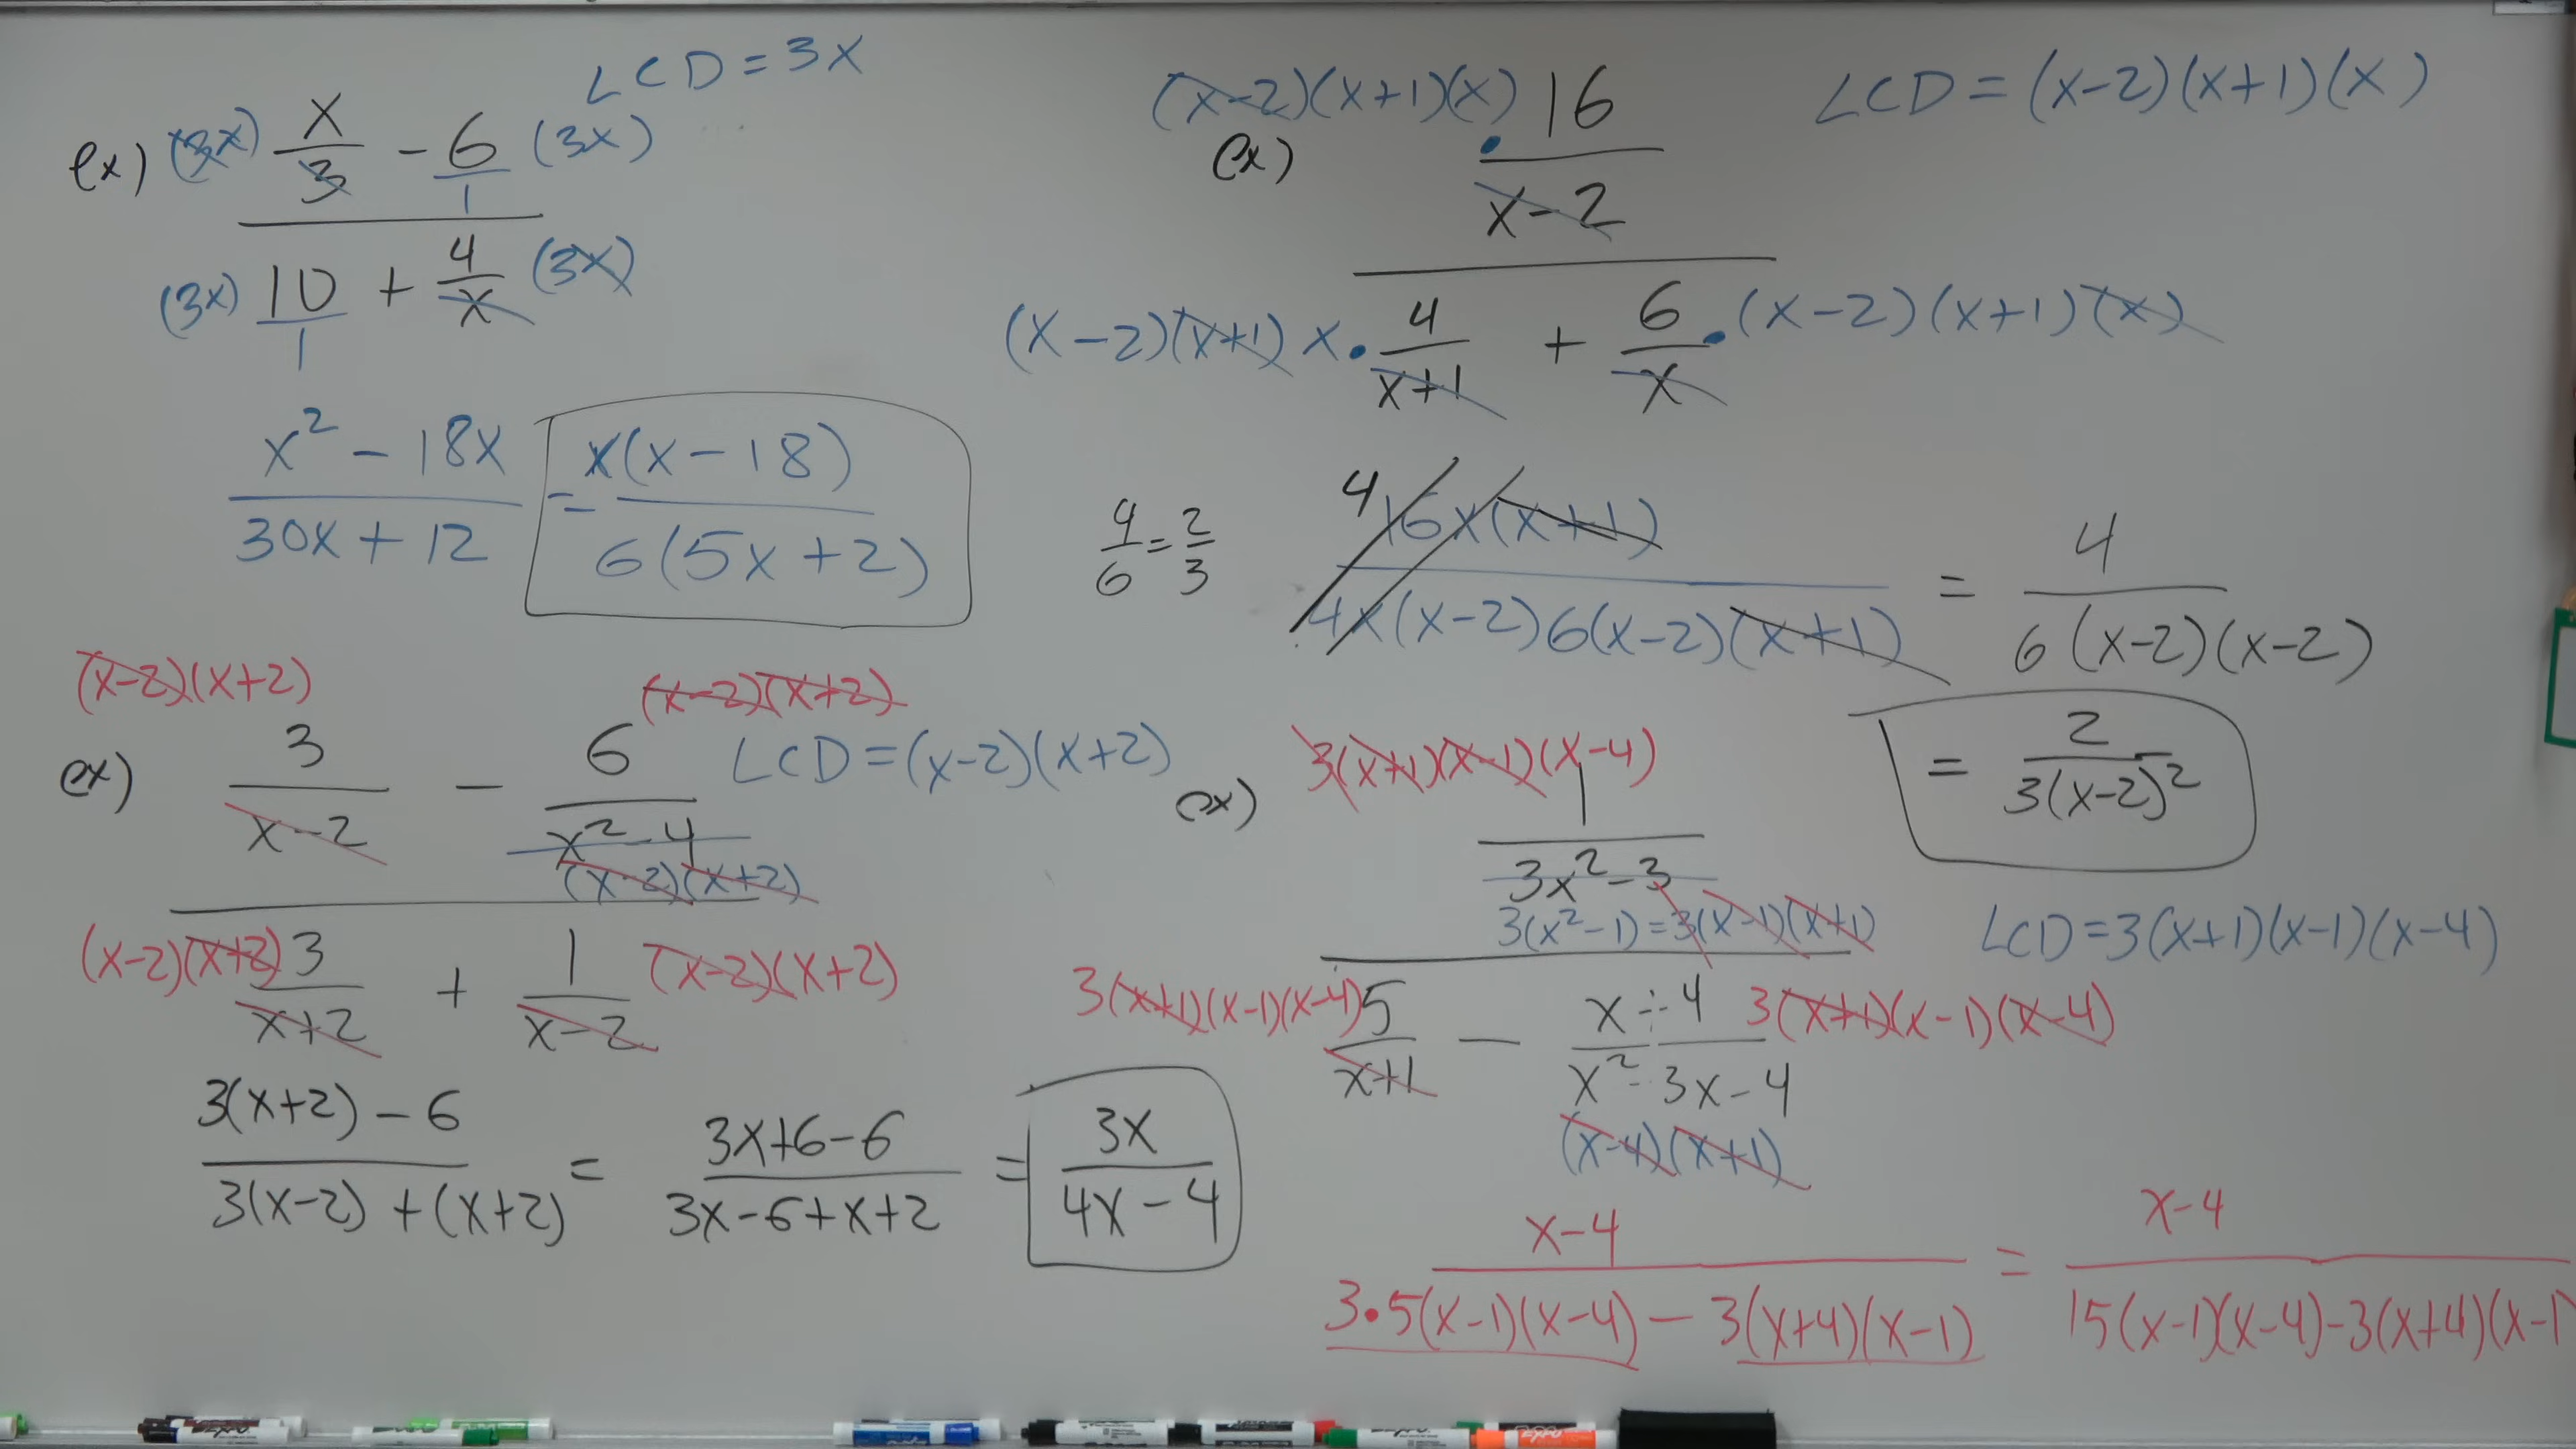 LCD = 3x
ex) (3x) x/3 - 6/1 (3x)
(3x) 10/1 + 4/x (3x)
x² - 18x / 30x + 12 = x(x - 18) / 6(5x + 2)
LCD = (x-2)(x+1)(x)
(x-2)(x+1)(x) • 16
ex)
x-2
(x-2)(x+1) x • 4/x+1 + 6/x • (x-2)(x+1)(x)
4/6 = 2/3
4 16x(x+1) / 4x(x-2)6(x-2)(x+1) = 4 / 6(x-2)(x-2)
= 2 / 3(x-2)²
(x-2)(x+2) (x-2)(x+2)
ex) 3/x-2 - 6/x²-4 LCD = (x-2)(x+2)
(x-2)(x+2)
(x-2)(x+2) 3/x+2 + 1/x-2 (x-2)(x+2)
3(x+2) - 6 / 3(x-2) + (x+2) = 3x+6-6 / 3x-6+x+2 = 3x / 4x-4
3(x+1)(x-1)(x-4)
ex) 1 / 3x²-3
3(x²-1) = 3(x-1)(x+1)
LCD = 3(x+1)(x-1)(x-4)
3(x+1)(x-1)(x-4) 5/x+1 - x+4/x²-3x-4 3(x+1)(x-1)(x-4)
(x-4)(x+1)
x-4 / 3•5(x-1)(x-4) - 3(x+4)(x-1) = x-4 / 15(x-1)(x-4)-3(x+4)(x-1